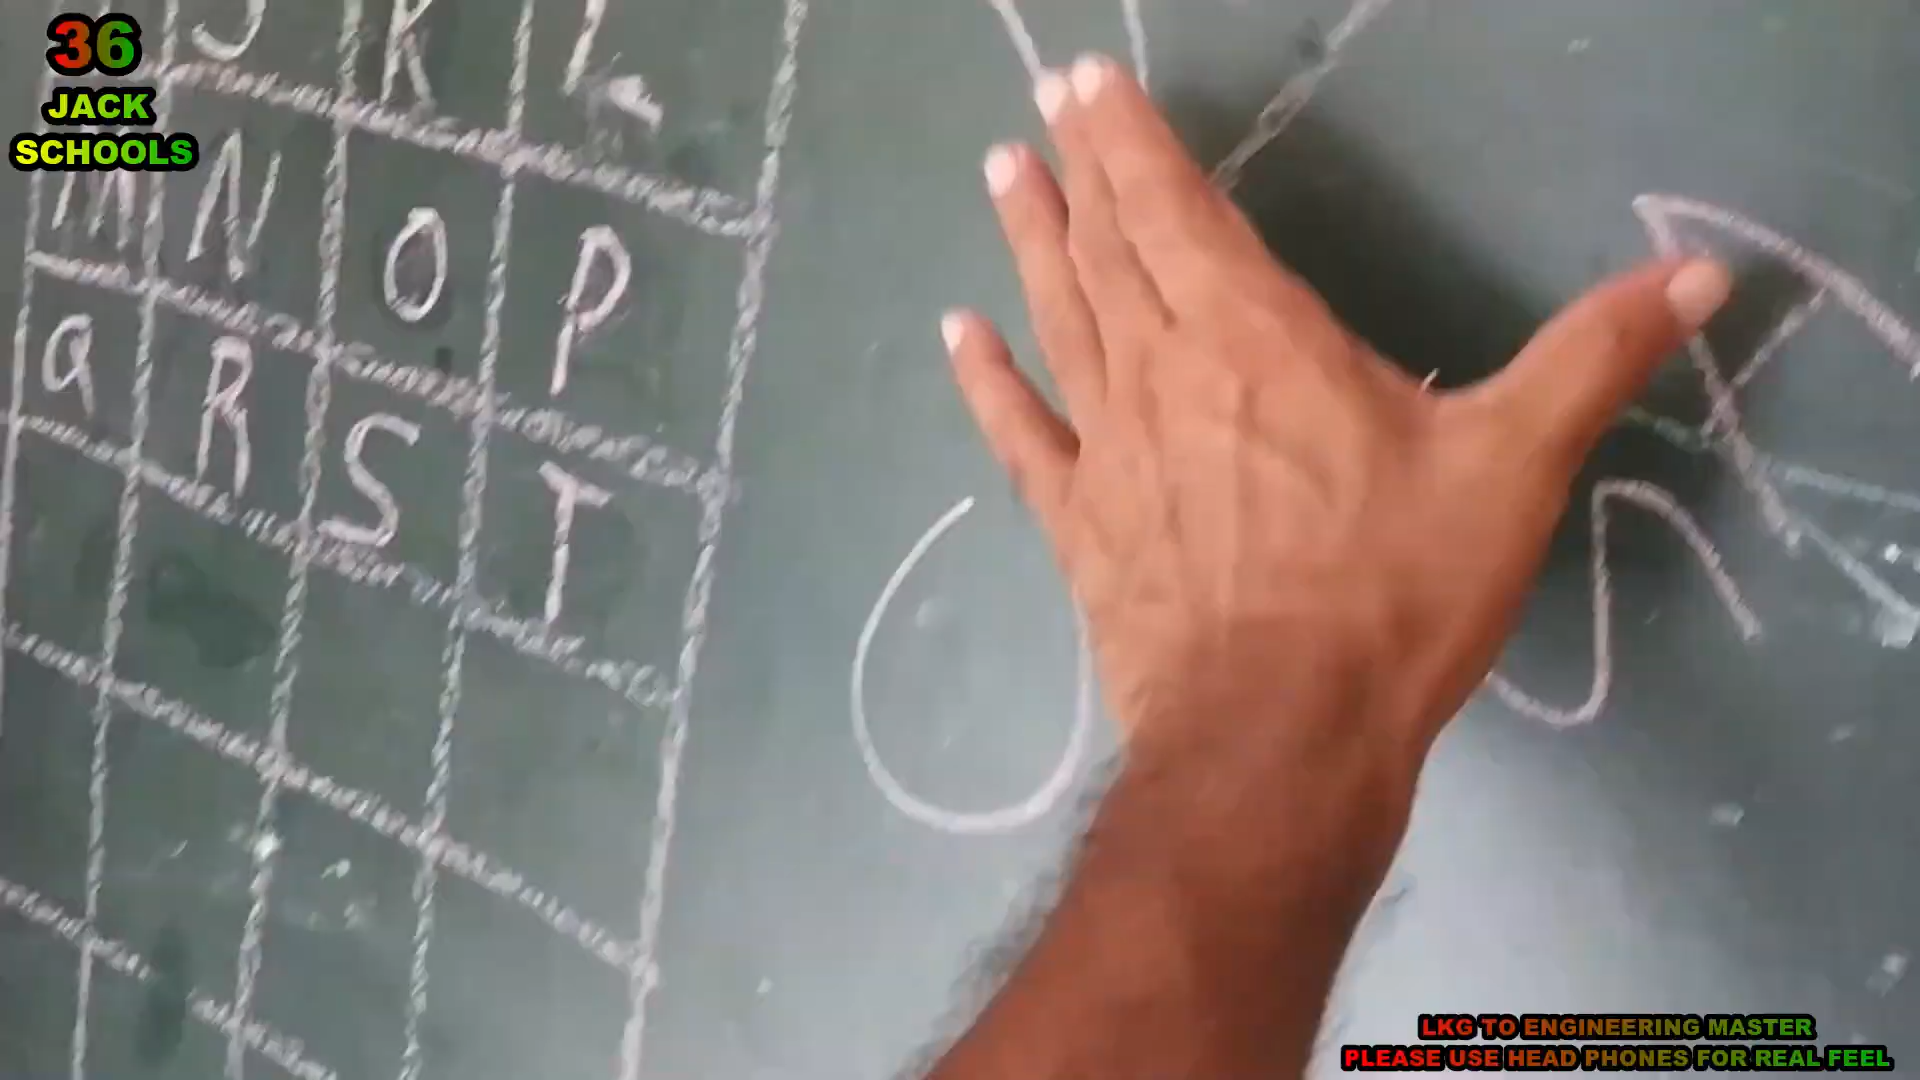 36
JACK
SCHOOLS
J K L
M N O P
Q R S T
LKG TO ENGINEERING MASTER
PLEASE USE HEAD PHONES FOR REAL FEEL